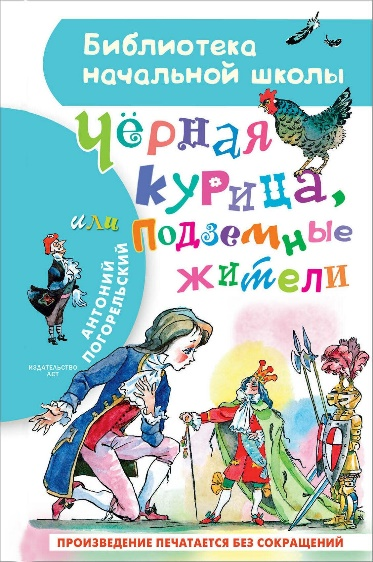 Библиотека
начальной школы
Чёрная
курица,
или
Подземные
жители
АНТОНИЙ
ПОГОРЕЛЬСКИЙ
ИЗДАТЕЛЬСТВО
АСТ
ПРОИЗВЕДЕНИЕ ПЕЧАТАЕТСЯ БЕЗ СОКРАЩЕНИЙ